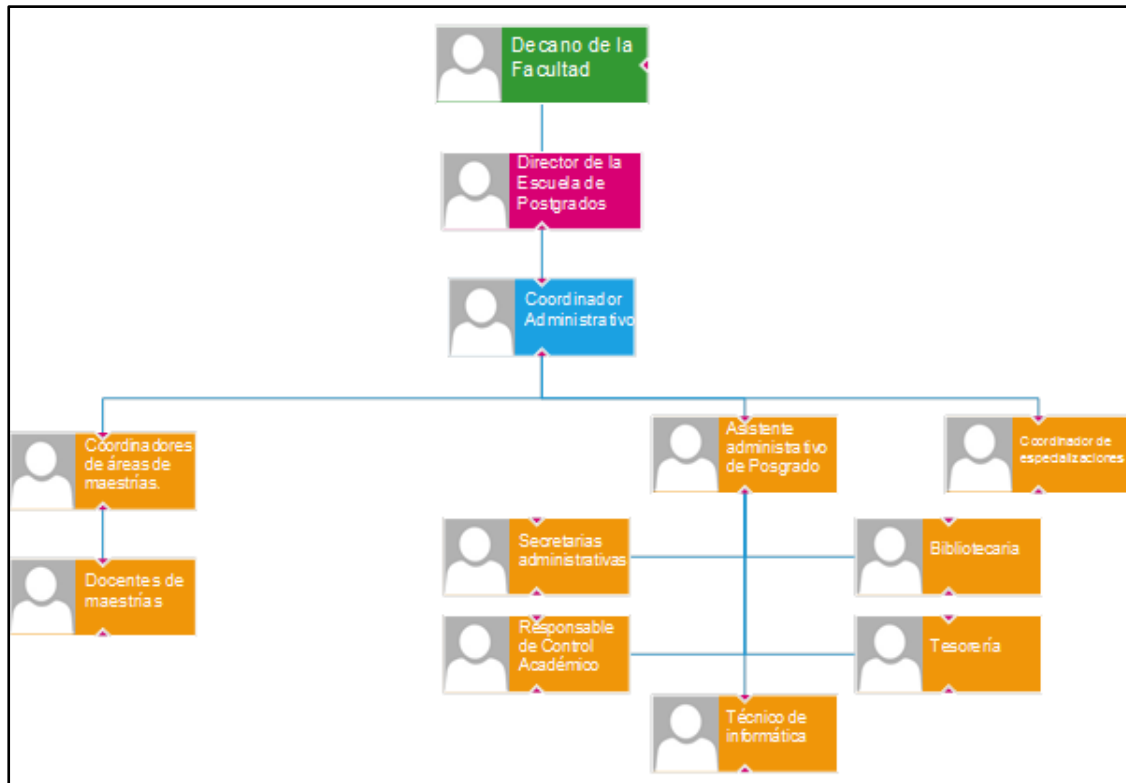 Decano de la
Facultad
Director de la
Escuela de
Postgrados
Coordinador
Administrativo
Coordinadores
de áreas de
maestrías.
Asistente
administrativo
de Posgrado
Coordinador de
especializaciones
Secretarias
administrativas
Bibliotecaria
Docentes de
maestrías
Responsable
de Control
Académico
Tesorería
Técnico de
informática